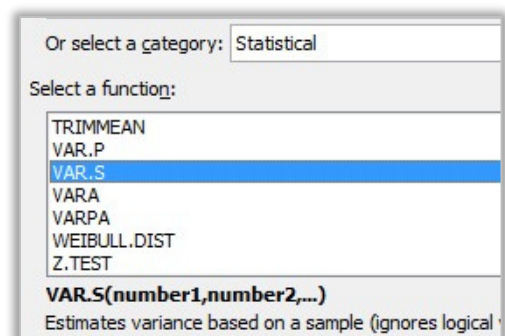 Or select a category: Statistical
Select a function:
TRIMMEAN
VAR.P
VAR.S
VARA
VARPA
WEIBULL.DIST
Z.TEST
VAR.S(number1,number2,...)
Estimates variance based on a sample (ignores logical